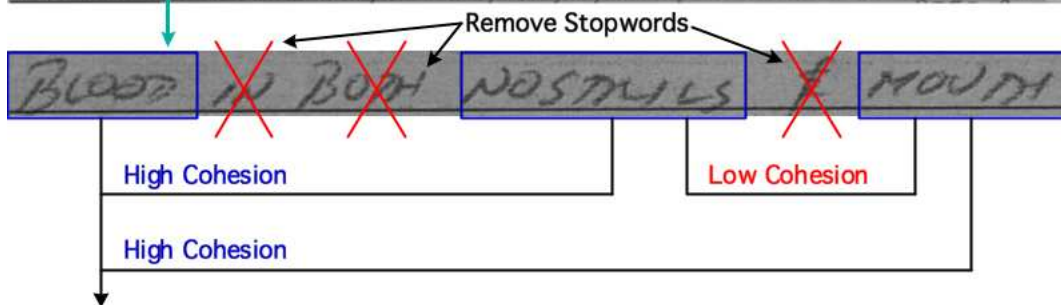 Remove Stopwords
BLOOD IN BOTH NOSTRILS & MOUTH
High Cohesion
Low Cohesion
High Cohesion